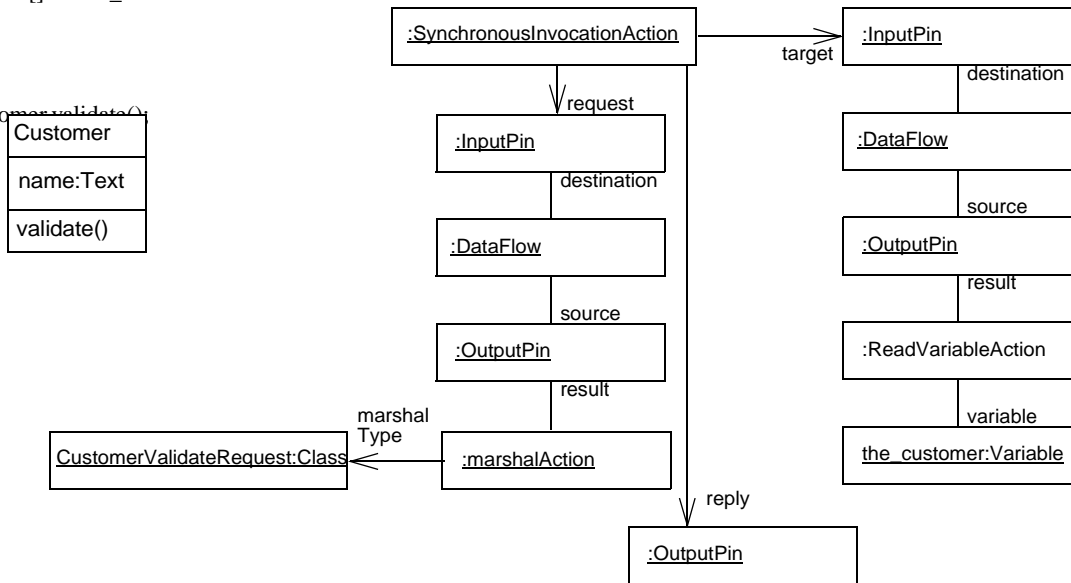 :SynchronousInvocationAction
:InputPin
target
destination
request
Customer
:InputPin
:DataFlow
name:Text
destination
validate()
source
:DataFlow
:OutputPin
result
source
:OutputPin
:ReadVariableAction
result
marshal
Type
variable
CustomerValidateRequest:Class
:marshalAction
the_customer:Variable
reply
:OutputPin